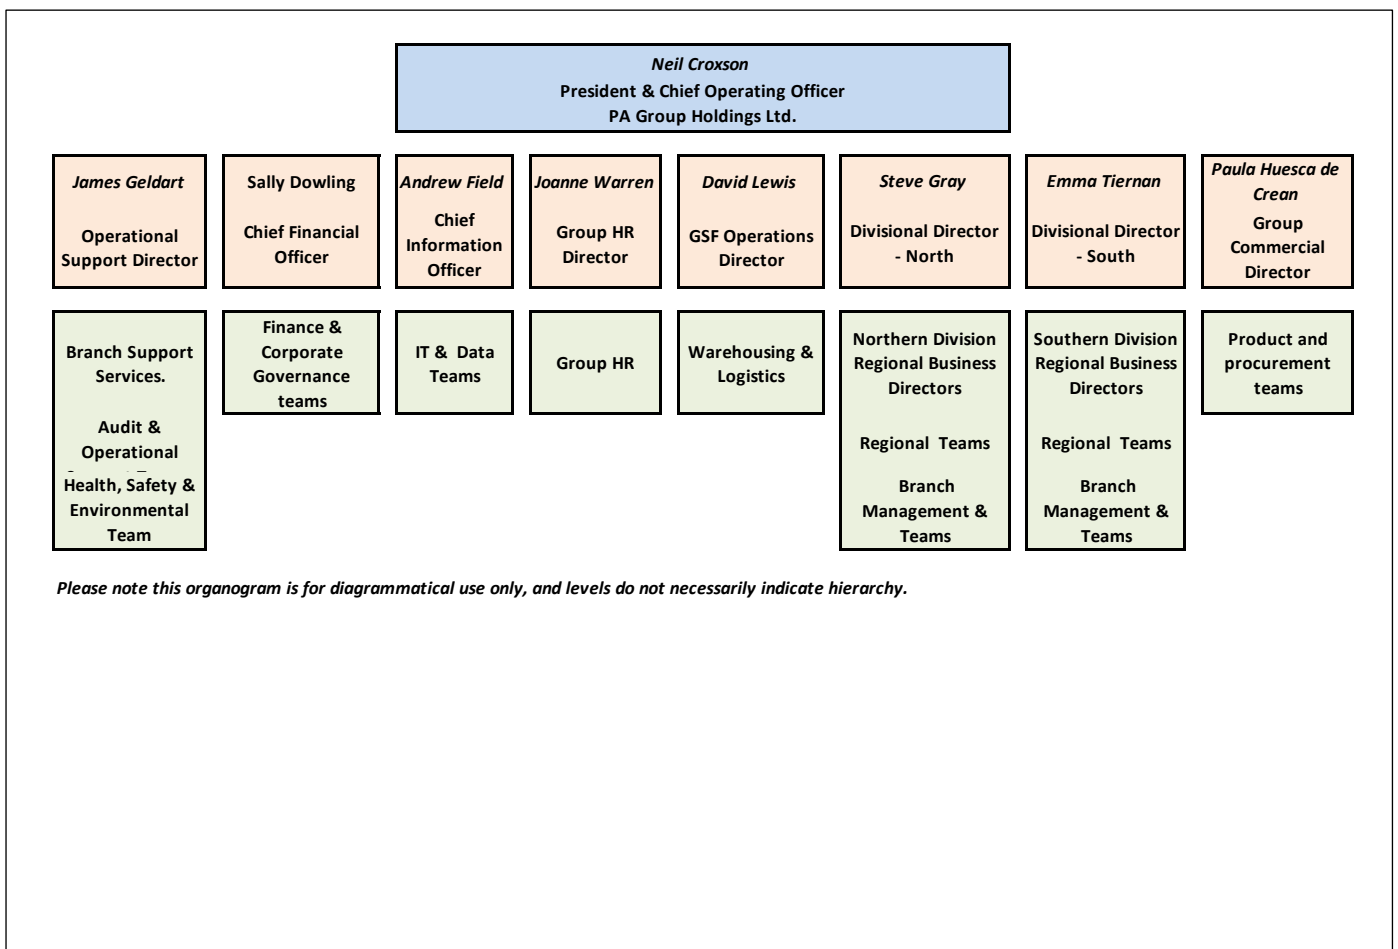 Neil Croxson
President & Chief Operating Officer
PA Group Holdings Ltd.
James Geldart
Operational
Support Director
Sally Dowling
Chief Financial
Officer
Andrew Field
Chief
Information
Officer
Joanne Warren
Group HR
Director
David Lewis
GSF Operations
Director
Steve Gray
Divisional Director
- North
Emma Tiernan
Divisional Director
- South
Paula Huesca de
Crean
Group
Commercial
Director
Branch Support
Services.
Audit &
Operational
Health, Safety &
Environmental
Team
Finance &
Corporate
Governance
teams
IT & Data
Teams
Group HR
Warehousing &
Logistics
Northern Division
Regional Business
Directors
Regional Teams
Branch
Management &
Teams
Southern Division
Regional Business
Directors
Regional Teams
Branch
Management &
Teams
Product and
procurement
teams
Please note this organogram is for diagrammatical use only, and levels do not necessarily indicate hierarchy.